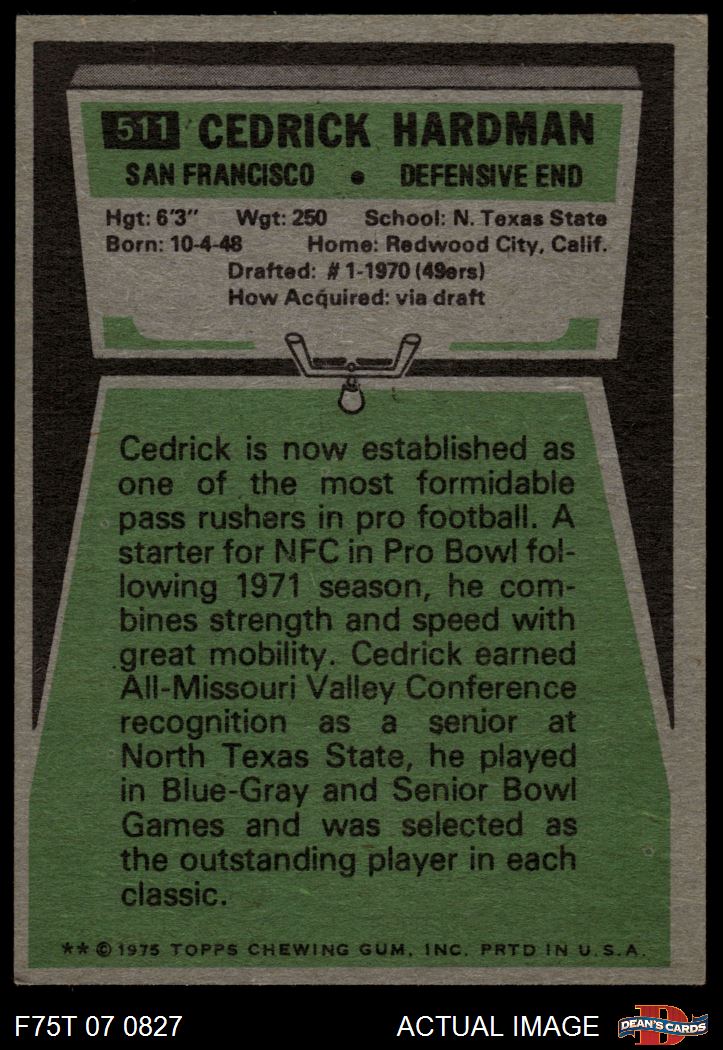 511 CEDRICK HARDMAN
SAN FRANCISCO • DEFENSIVE END
Hgt: 6'3" Wgt: 250 School: N. Texas State
Born: 10-4-48 Home: Redwood City, Calif.
Drafted: #1-1970 (49ers)
How Acquired: via draft
Cedrick is now established as
one of the most formidable
pass rushers in pro football. A
starter for NFC in Pro Bowl fol-
lowing 1971 season, he com-
bines strength and speed with
great mobility. Cedrick earned
All-Missouri Valley Conference
recognition as a senior at
North Texas State, he played
in Blue-Gray and Senior Bowl
Games and was selected as
the outstanding player in each
classic.
** © 1975 TOPPS CHEWING GUM, INC. PRTD IN U.S.A.
F75T 07 0827 ACTUAL IMAGE
D
DEAN'S CARDS